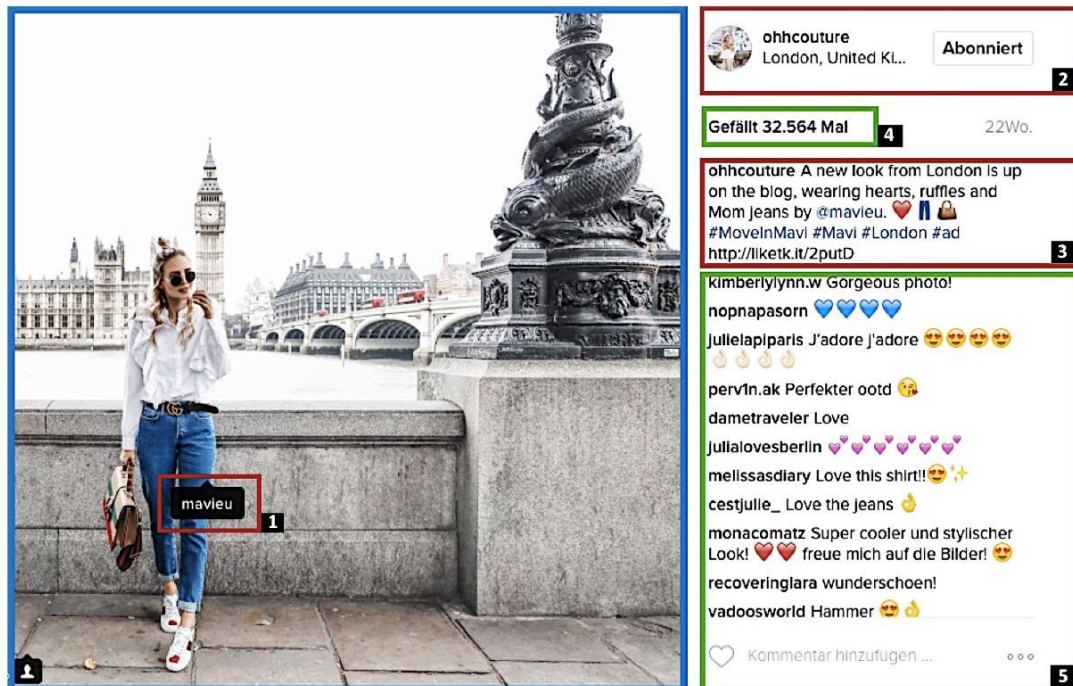 mavieu
1
ohhcouture
London, United Ki...
Abonniert
2
Gefällt 32.564 Mal
4
22Wo.
ohhcouture A new look from London is up
on the blog, wearing hearts, ruffles and
Mom jeans by @mavieu. ❤️ 👖 👜
#MoveInMavi #Mavi #London #ad
http://liketk.it/2putD
3
kimberlylynn.w Gorgeous photo!
nopnapasorn 💙💙💙💙
julielapiparis J'adore j'adore 😍😍😍😍
👌🏻👌🏻👌🏻👌🏻
perv1n.ak Perfekter ootd 😘
dametraveler Love
julialovesberlin 💕💕💕💕💕💕
melissasdiary Love this shirt!!😍✨
cestjulie_ Love the jeans 👌
monacomatz Super cooler und stylischer
Look! ❤️❤️ freue mich auf die Bilder! 😍
recoveringlara wunderschoen!
vadoosworld Hammer 😍👌
Kommentar hinzufügen ...
5